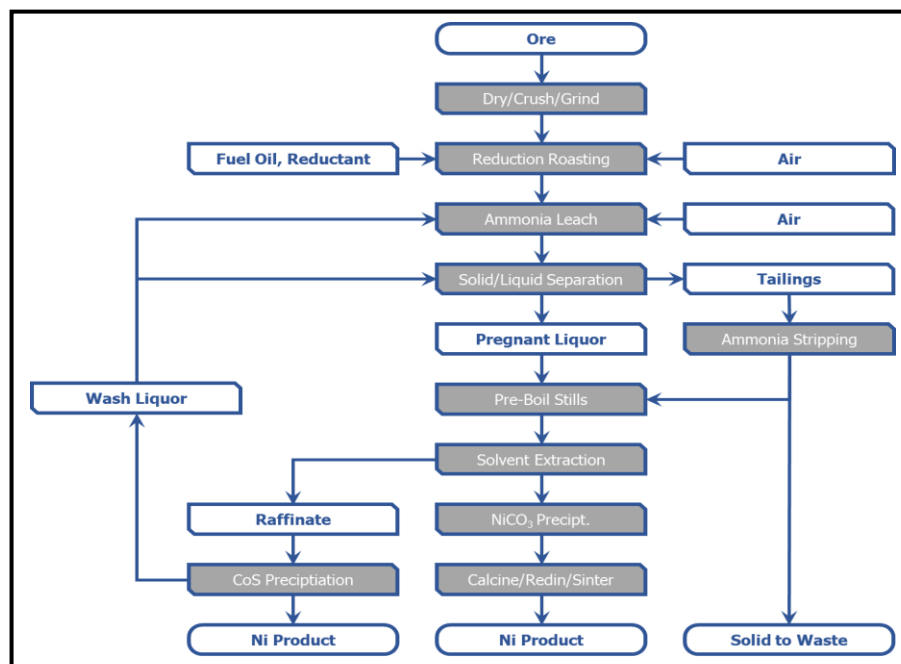 Ore
Dry/Crush/Grind
Fuel Oil, Reductant
Reduction Roasting
Air
Ammonia Leach
Air
Solid/Liquid Separation
Tailings
Pregnant Liquor
Ammonia Stripping
Wash Liquor
Pre-Boil Stills
Solvent Extraction
Raffinate
NiCO₃ Precipt.
CoS Preciptiation
Calcine/Redin/Sinter
Ni Product
Ni Product
Solid to Waste